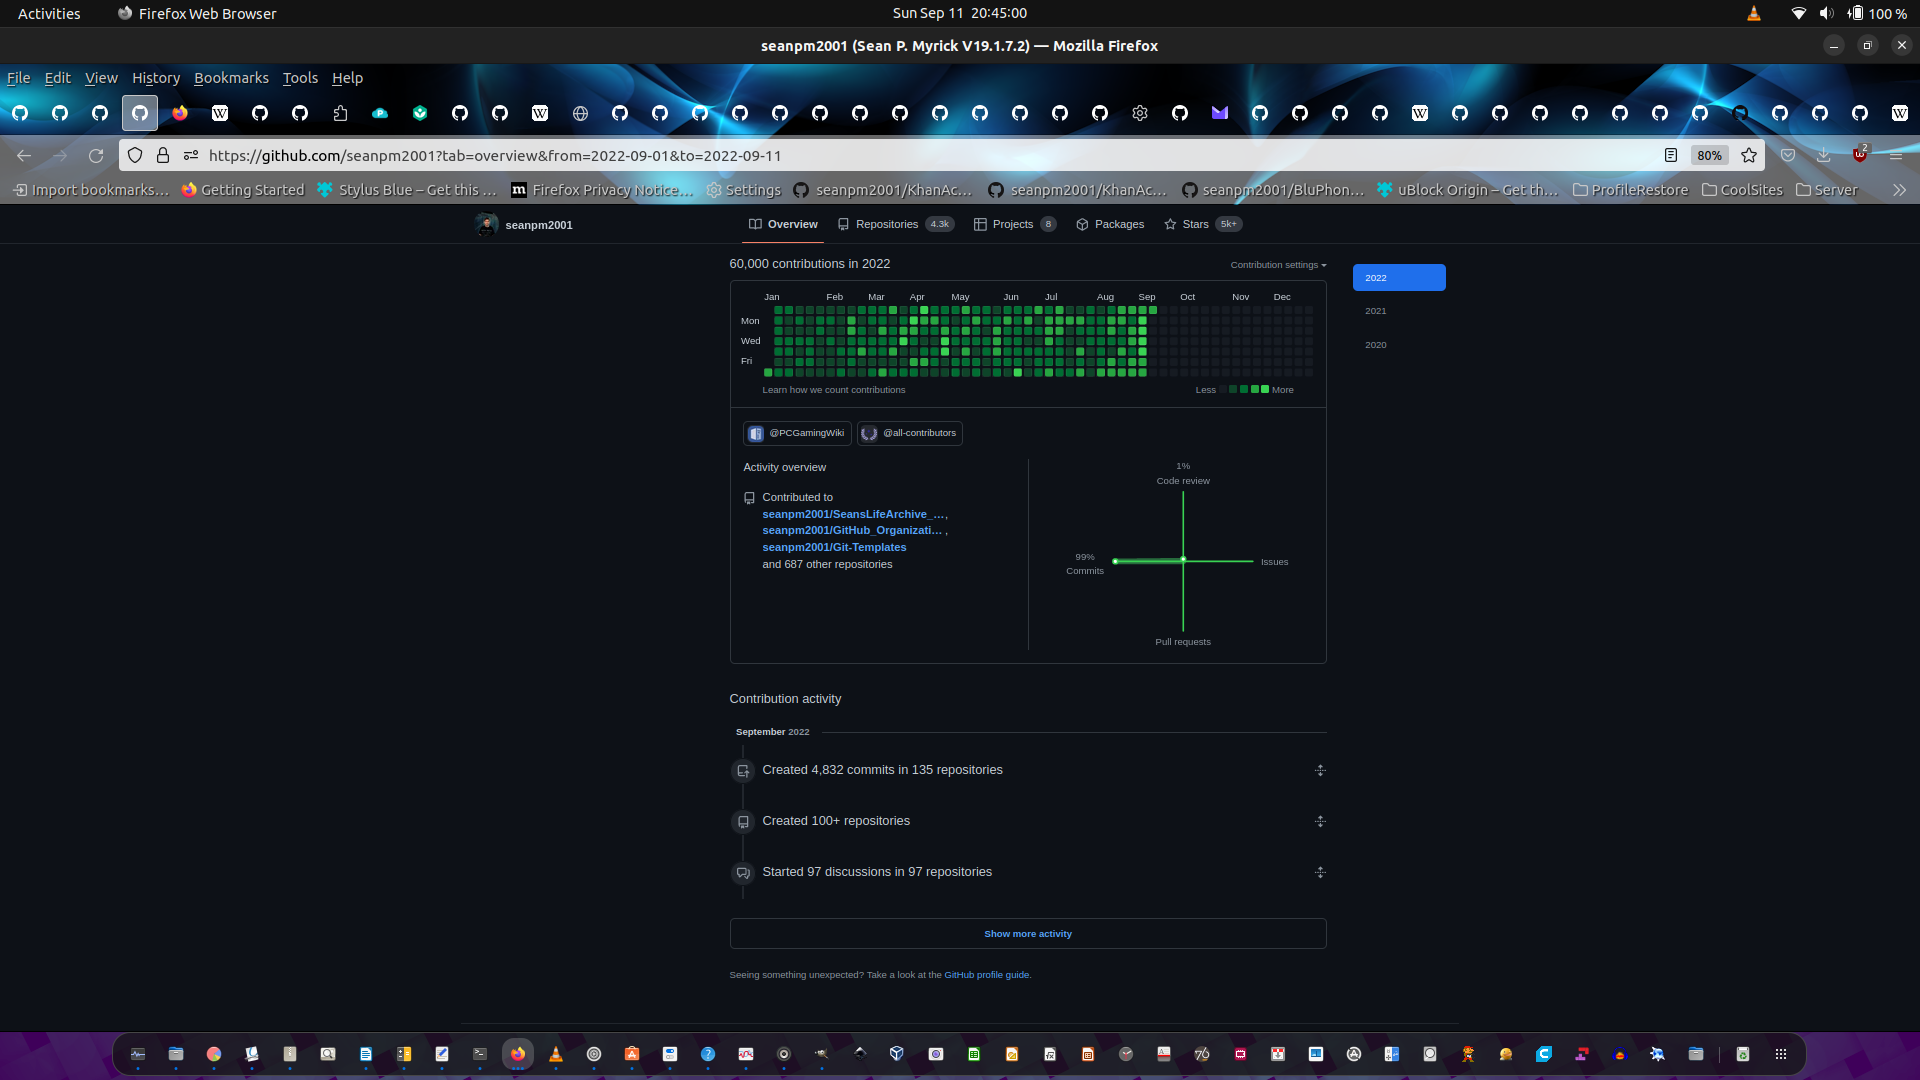 Activities
Firefox Web Browser
Sun Sep 11 20:45:00
100 %
seanpm2001 (Sean P. Myrick V19.1.7.2) — Mozilla Firefox
File Edit View History Bookmarks Tools Help
https://github.com/seanpm2001?tab=overview&from=2022-09-01&to=2022-09-11
80%
2
Import bookmarks… Getting Started Stylus Blue – Get this … Firefox Privacy Notice… Settings seanpm2001/KhanAc… seanpm2001/KhanAc… seanpm2001/BluPhon… uBlock Origin – Get th… ProfileRestore CoolSites Server
seanpm2001
Overview Repositories 4.3k Projects 8 Packages Stars 5k+
60,000 contributions in 2022
Contribution settings
2022
2021
2020
Jan Feb Mar Apr May Jun Jul Aug Sep Oct Nov Dec
Mon
Wed
Fri
Learn how we count contributions
Less More
@PCGamingWiki @all-contributors
Activity overview
Contributed to
seanpm2001/SeansLifeArchive_…,
seanpm2001/GitHub_Organizati… ,
seanpm2001/Git-Templates
and 687 other repositories
1%
Code review
99%
Commits
Issues
Pull requests
Contribution activity
September 2022
Created 4,832 commits in 135 repositories
Created 100+ repositories
Started 97 discussions in 97 repositories
Show more activity
Seeing something unexpected? Take a look at the GitHub profile guide.